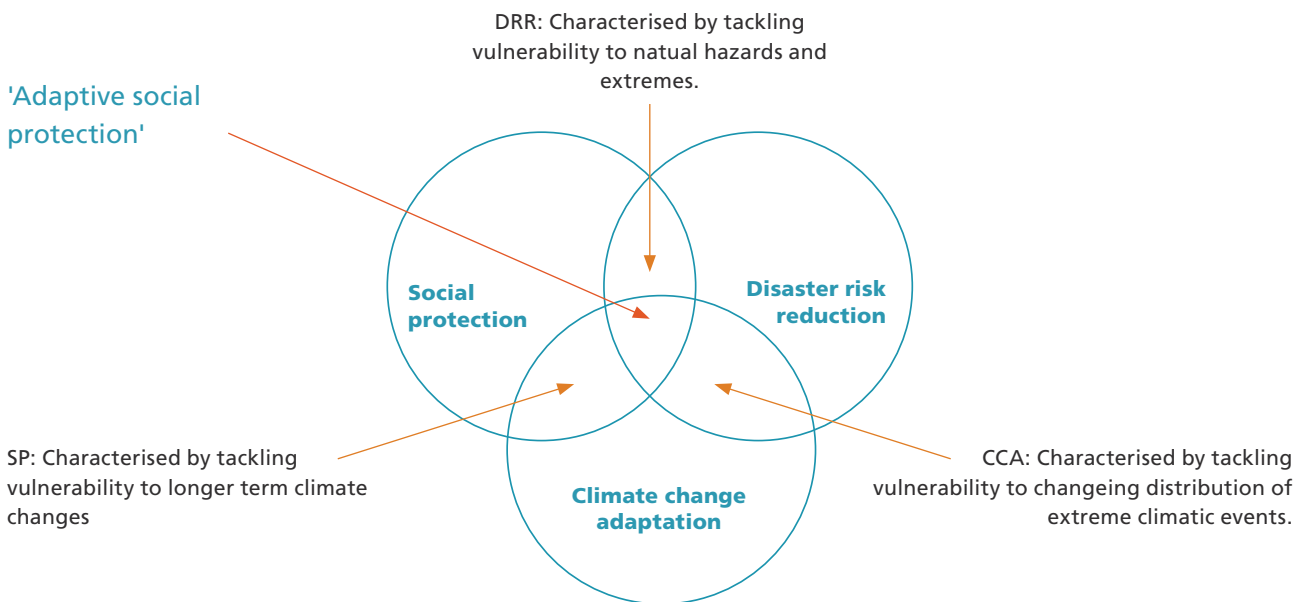 DRR: Characterised by tackling
vulnerability to natual hazards and
extremes.
'Adaptive social
protection'
Social
protection
Disaster risk
reduction
SP: Characterised by tackling
vulnerability to longer term climate
changes
CCA: Characterised by tackling
vulnerability to changeing distribution of
extreme climatic events.
Climate change
adaptation